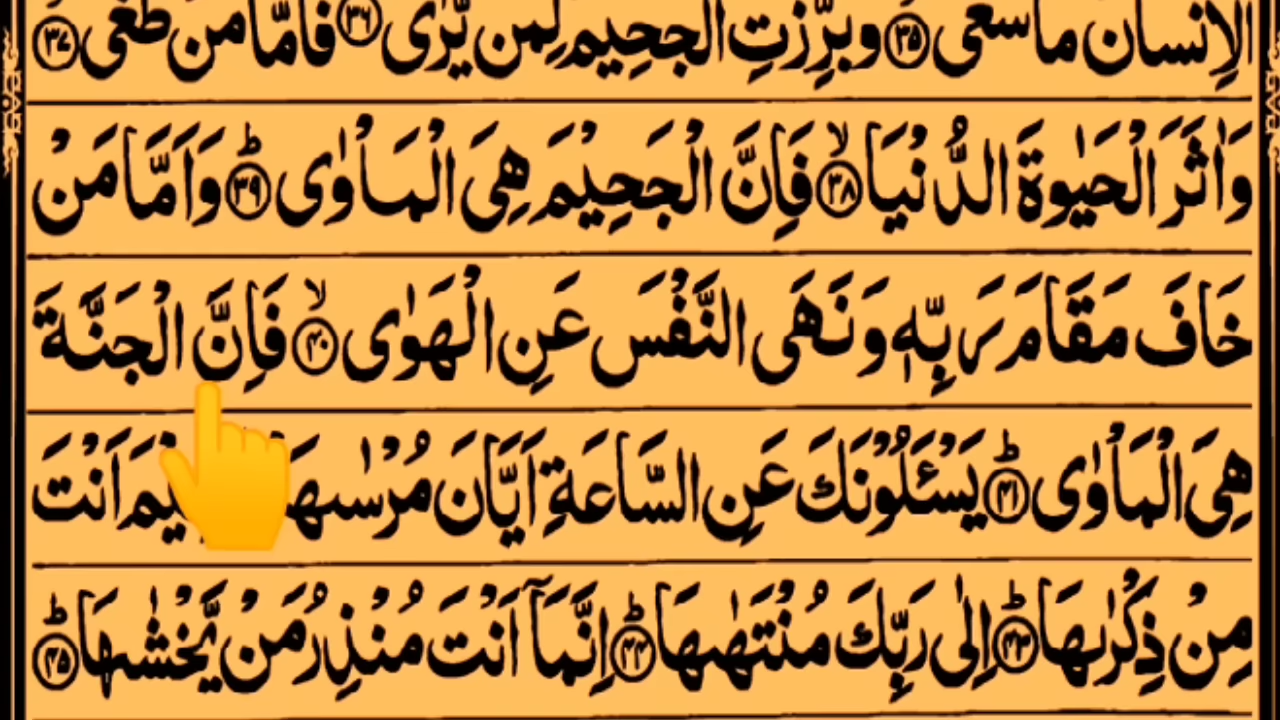 الْاِنْسَانُ مَا سَعٰى ﴿۳۵﴾ وَبُرِّزَتِ الْجَحِيْمُ لِمَنْ يَّرٰى ﴿۳۶﴾ فَاَمَّا مَنْ طَغٰى ﴿۳۷﴾
وَاٰثَرَ الْحَيٰوةَ الدُّنْيَا ﴿ۙ۳۸﴾ فَاِنَّ الْجَحِيْمَ هِيَ الْمَاْوٰى ﴿ؕ۳۹﴾ وَاَمَّا مَنْ
خَافَ مَقَامَ رَبِّهٖ وَنَهَى النَّفْسَ عَنِ الْهَوٰى ﴿ۙ۴۰﴾ فَاِنَّ الْجَنَّةَ
هِيَ الْمَاْوٰى ﴿ؕ۴۱﴾ يَسْئَلُوْنَكَ عَنِ السَّاعَةِ اَيَّانَ مُرْسٰىهَا اَنْتَ
مِنْ ذِكْرٰىهَا ﴿ؕ۴۳﴾ اِلٰى رَبِّكَ مُنْتَهٰىهَا ﴿ؕ۴۴﴾ اِنَّمَاۤ اَنْتَ مُنْذِرُ مَنْ يَّخْشٰىهَا ﴿ؕ۴۵﴾